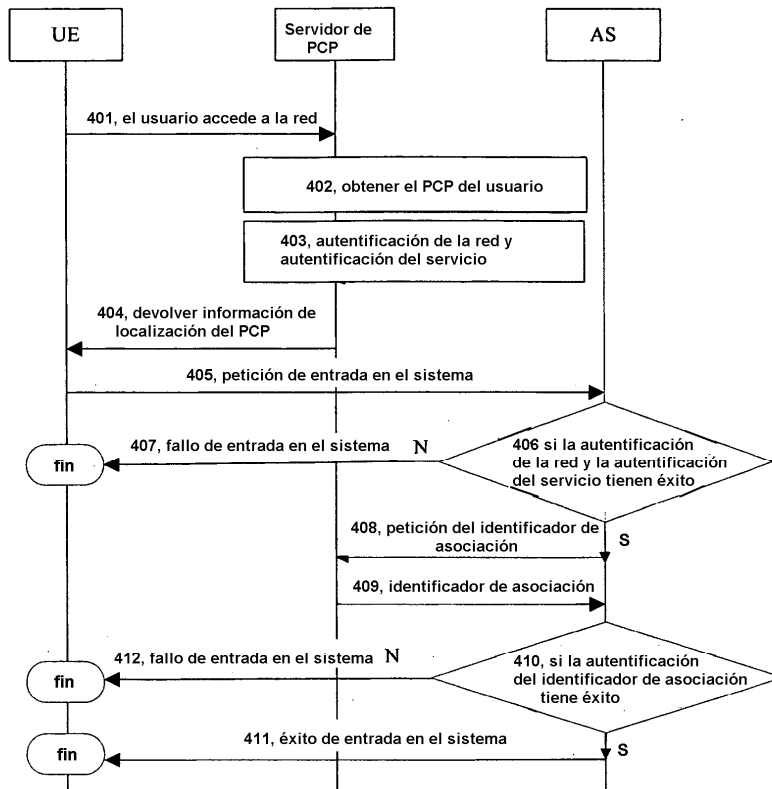 UE
Servidor de
PCP
AS
401, el usuario accede a la red
402, obtener el PCP del usuario
403, autentificación de la red y
autentificación del servicio
404, devolver información de
localización del PCP
405, petición de entrada en el sistema
406 si la autentificación
de la red y la autentificación
del servicio tienen éxito
407, fallo de entrada en el sistema
N
fin
408, petición del identificador de
asociación
S
409, identificador de asociación
410, si la autentificación
del identificador de asociación
tiene éxito
412, fallo de entrada en el sistema
N
fin
411, éxito de entrada en el sistema
S
fin